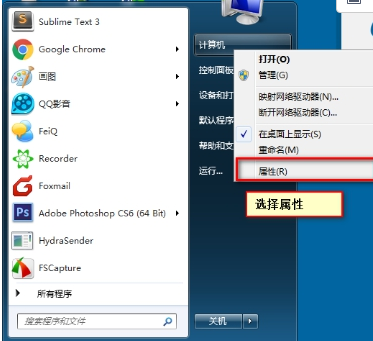 Sublime Text 3
Google Chrome
画图
QQ影音
FeiQ
Recorder
Foxmail
Adobe Photoshop CS6 (64 Bit)
HydraSender
FSCapture
所有程序
搜索程序和文件
计算机
控制面板
设备和打
默认程序
帮助和支
运行...
关机
打开(O)
管理(G)
映射网络驱动器(N)...
断开网络驱动器(C)...
在桌面上显示(S)
重命名(M)
属性(R)
选择属性